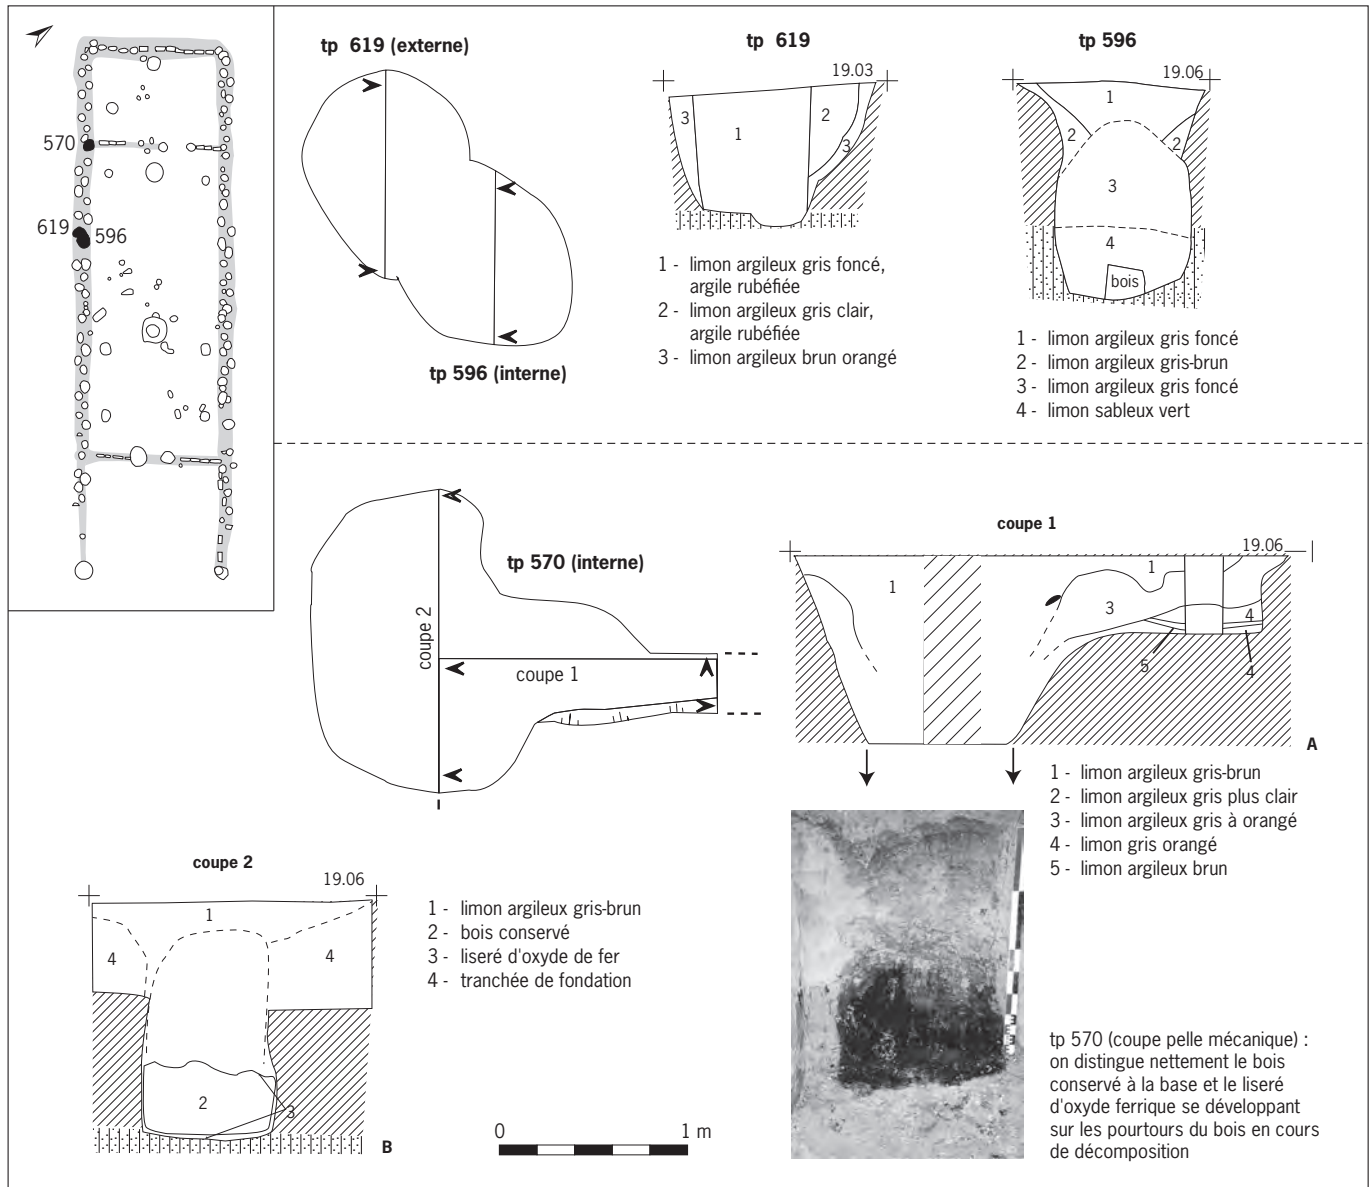 570
619
596
tp 619 (externe)
tp 596 (interne)
tp 619
19.03
3
1
2
3
1 - limon argileux gris foncé,
argile rubéfiée
2 - limon argileux gris clair,
argile rubéfiée
3 - limon argileux brun orangé
tp 596
19.06
1
2
2
3
4
bois
1 - limon argileux gris foncé
2 - limon argileux gris-brun
3 - limon argileux gris foncé
4 - limon sableux vert
tp 570 (interne)
coupe 2
coupe 1
coupe 1
19.06
1
1
3
4
5
4
A
1 - limon argileux gris-brun
2 - limon argileux gris plus clair
3 - limon argileux gris à orangé
4 - limon gris orangé
5 - limon argileux brun
coupe 2
19.06
1
4
4
2
3
B
1 - limon argileux gris-brun
2 - bois conservé
3 - liseré d'oxyde de fer
4 - tranchée de fondation
0
1 m
tp 570 (coupe pelle mécanique) :
on distingue nettement le bois
conservé à la base et le liseré
d'oxyde ferrique se développant
sur les pourtours du bois en cours
de décomposition